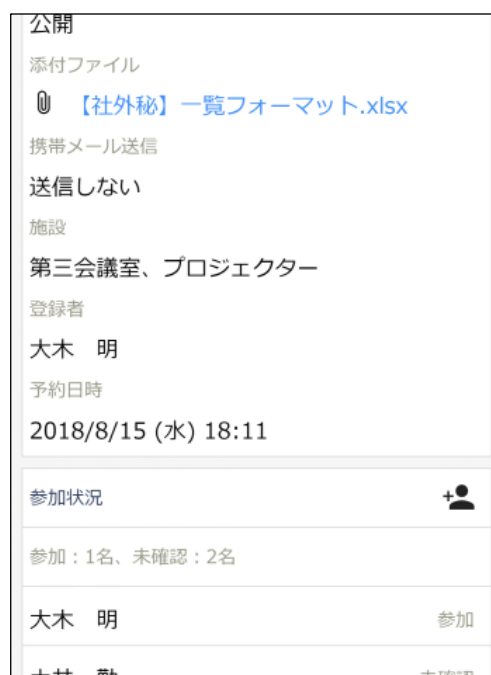 公開
添付ファイル
【社外秘】一覧フォーマット.xlsx
携帯メール送信
送信しない
施設
第三会議室、プロジェクター
登録者
大木　明
予約日時
2018/8/15 (水) 18:11
参加状況
参加：1名、未確認：2名
大木　明
参加
未確認